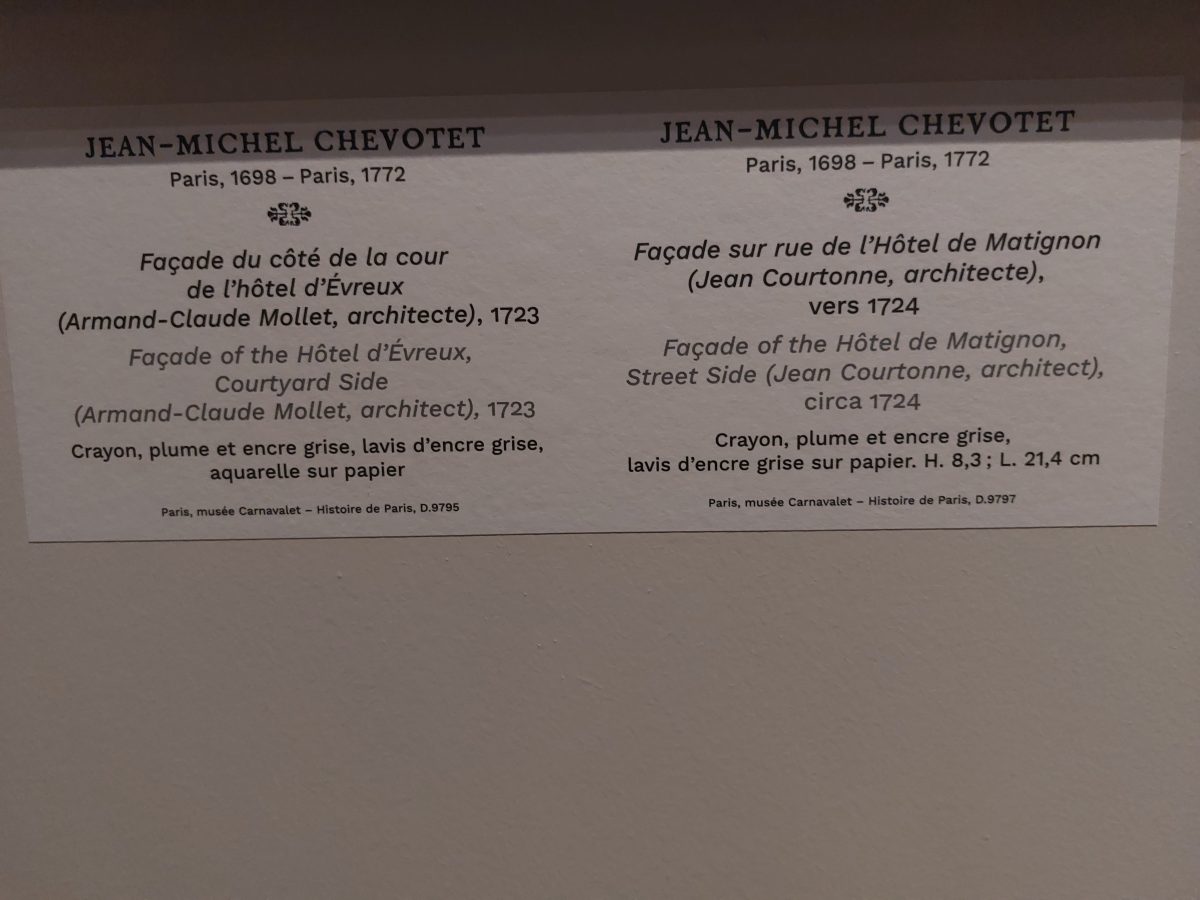 JEAN-MICHEL CHEVOTET
Paris, 1698 – Paris, 1772
Façade du côté de la cour
de l'hôtel d'Évreux
(Armand-Claude Mollet, architecte), 1723
Façade of the Hôtel d'Évreux,
Courtyard Side
(Armand-Claude Mollet, architect), 1723
Crayon, plume et encre grise, lavis d'encre grise,
aquarelle sur papier
Paris, musée Carnavalet – Histoire de Paris, D.9795
JEAN-MICHEL CHEVOTET
Paris, 1698 – Paris, 1772
Façade sur rue de l'Hôtel de Matignon
(Jean Courtonne, architecte),
vers 1724
Façade of the Hôtel de Matignon,
Street Side (Jean Courtonne, architect),
circa 1724
Crayon, plume et encre grise,
lavis d'encre grise sur papier. H. 8,3 ; L. 21,4 cm
Paris, musée Carnavalet – Histoire de Paris, D.9797